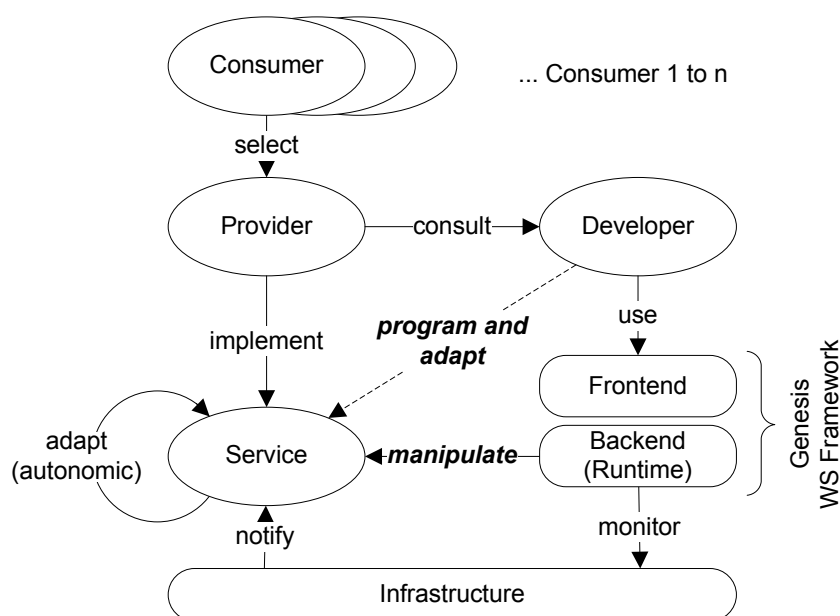 Consumer
... Consumer 1 to n
select
Provider
consult
Developer
implement
program and
adapt
use
Frontend
adapt
(autonomic)
Service
manipulate
Backend
(Runtime)
Genesis
WS Framework
notify
monitor
Infrastructure